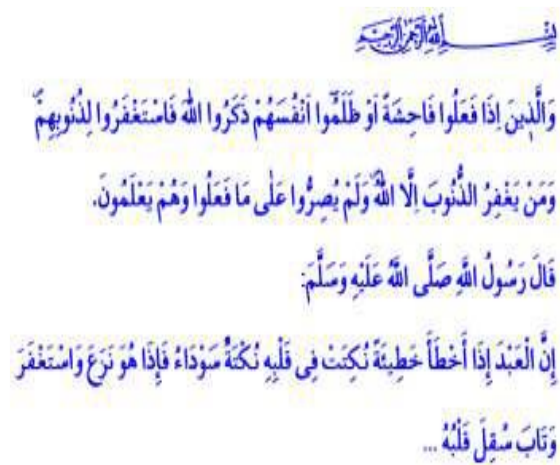 بِسْمِ اللهِ الرَّحْمٰنِ الرَّحِيمِ
وَالَّذِينَ اِذَا فَعَلُوا فَاحِشَةً اَوْ ظَلَمُٓوا اَنْفُسَهُمْ ذَكَرُوا اللّٰهَ فَاسْتَغْفَرُوا لِذُنُوبِهِمْۖ
وَمَنْ يَغْفِرُ الذُّنُوبَ اِلَّا اللّٰهُۖ وَلَمْ يُصِرُّوا عَلٰى مَا فَعَلُوا وَهُمْ يَعْلَمُونَ.
قَالَ رَسُولُ اللَّهِ صَلَّى اللَّهُ عَلَيْهِ وَسَلَّمَ:
إِنَّ الْعَبْدَ إِذَا أَخْطَأَ خَطِيئَةً نُكِتَتْ فِى قَلْبِهِ نُكْتَةٌ سَوْدَاءُ فَإِذَا هُوَ نَزَعَ وَاسْتَغْفَرَ
وَتَابَ سُقِلَ قَلْبُهُ ...